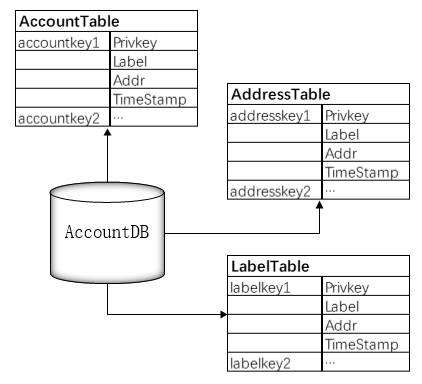 AccountTable
accountkey1 Privkey
Label
Addr
TimeStamp
accountkey2 ...
AddressTable
addresskey1 Privkey
Label
Addr
TimeStamp
addresskey2 ...
AccountDB
LabelTable
labelkey1 Privkey
Label
Addr
TimeStamp
labelkey2 ...